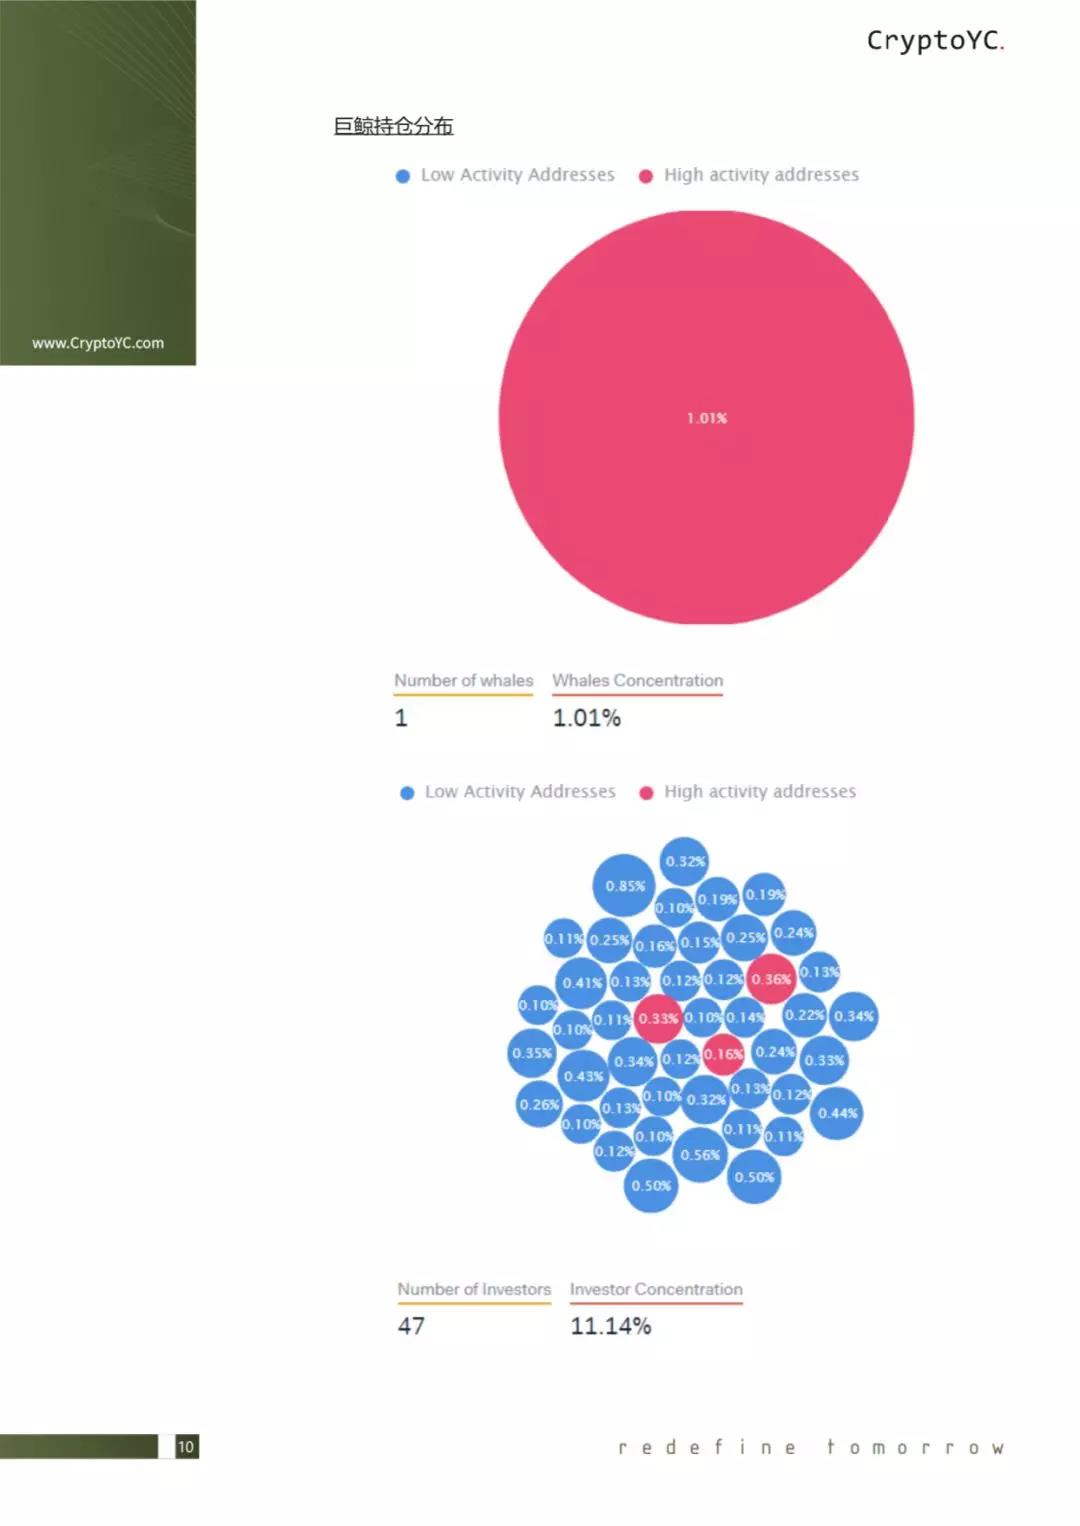 CryptoYC.
www.CryptoYC.com
巨鲸持仓分布
Low Activity Addresses High activity addresses
1.01%
Number of whales Whales Concentration
1 1.01%
Low Activity Addresses High activity addresses
0.32%
0.85%
0.10% 0.19% 0.19%
0.11% 0.25% 0.16% 0.15% 0.25% 0.24%
0.41% 0.13% 0.12% 0.12% 0.36% 0.13%
0.10%
0.10% 0.11% 0.33% 0.10% 0.14% 0.22% 0.34%
0.35% 0.34% 0.12% 0.16% 0.24% 0.33%
0.43%
0.26% 0.13% 0.10% 0.32% 0.13% 0.12% 0.44%
0.10% 0.10% 0.11% 0.11%
0.12% 0.56%
0.50% 0.50%
Number of Investors Investor Concentration
47 11.14%
10
redefine tomorrow